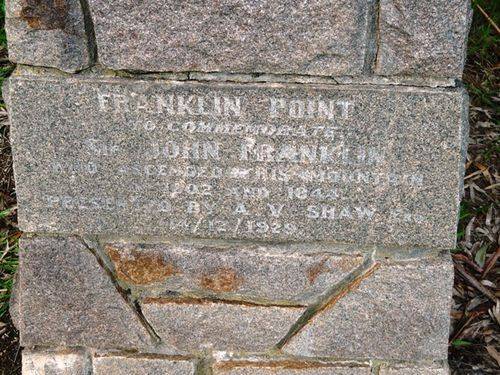 FRANKLIN POINT
TO COMMEMORATE
SIR JOHN FRANKLIN
WHO ASCENDED THIS MOUNTAIN
1802 AND 1844.
PRESENTED BY A. V. SHAW ESQ.
/12/1929